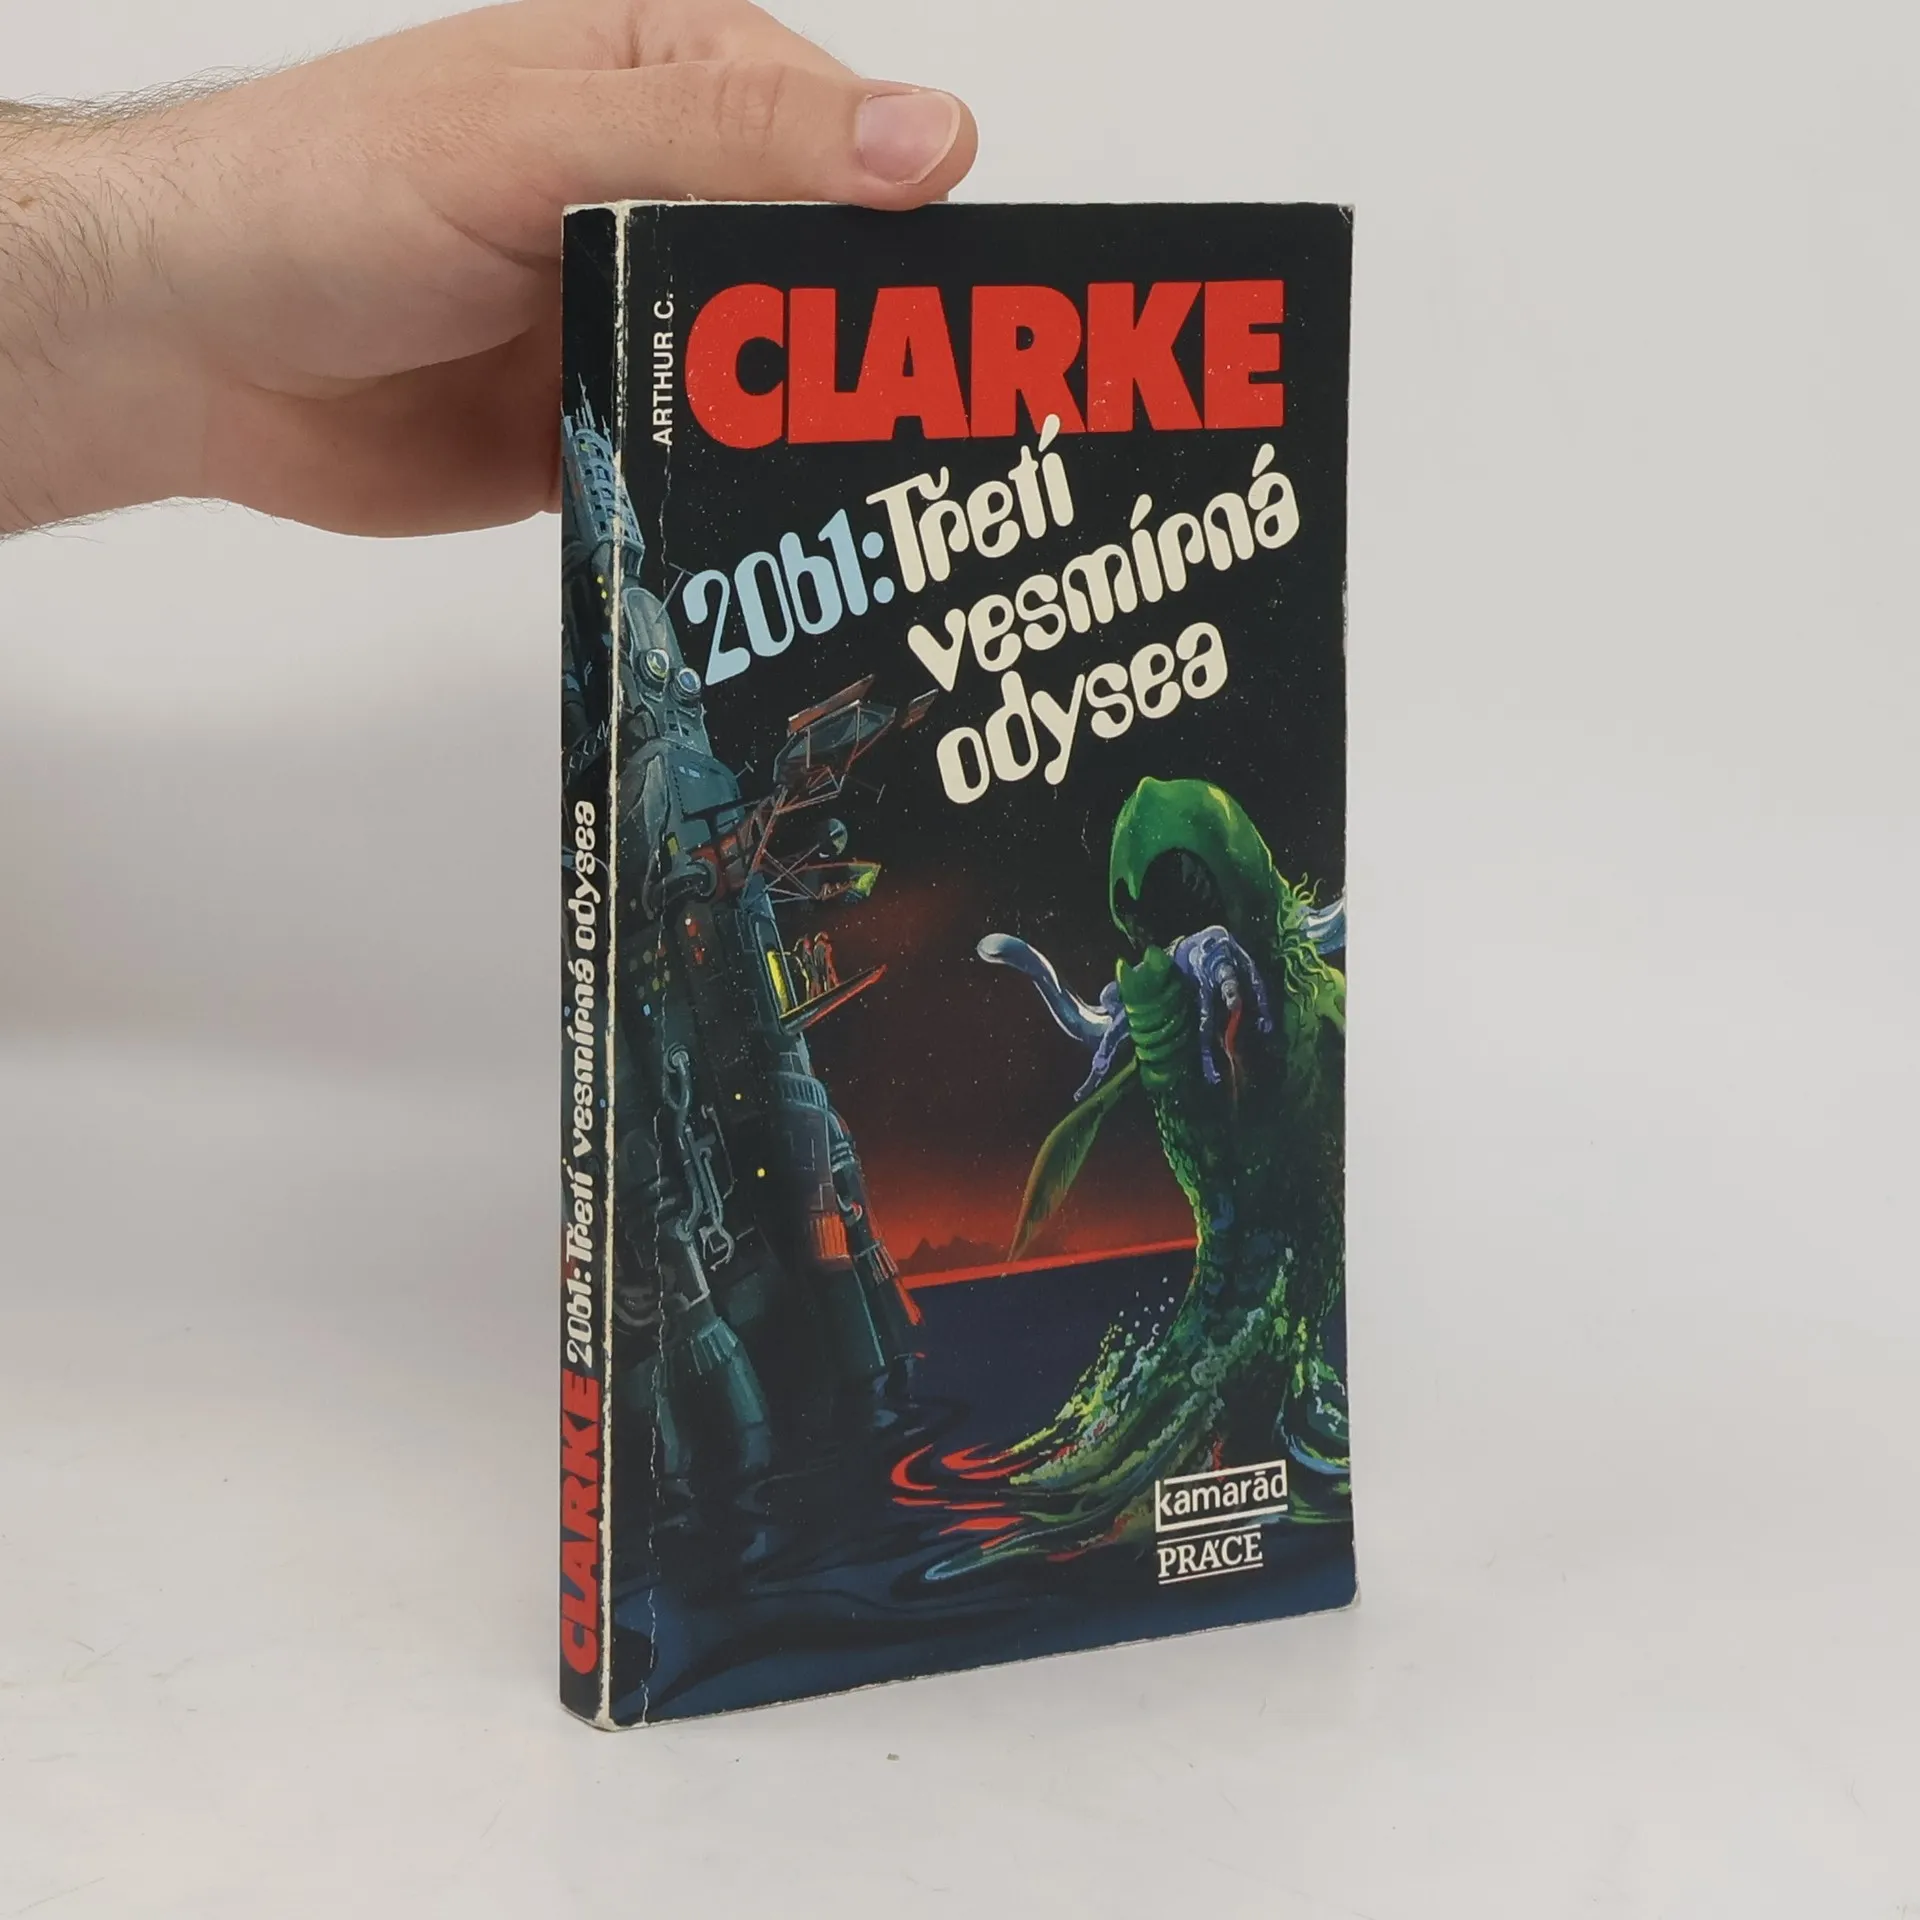 ARTHUR C.
CLARKE
2061: Třetí
vesmírná
odysea
kamarád
PRÁCE
CLARKE 2061: Třetí vesmírná odysea